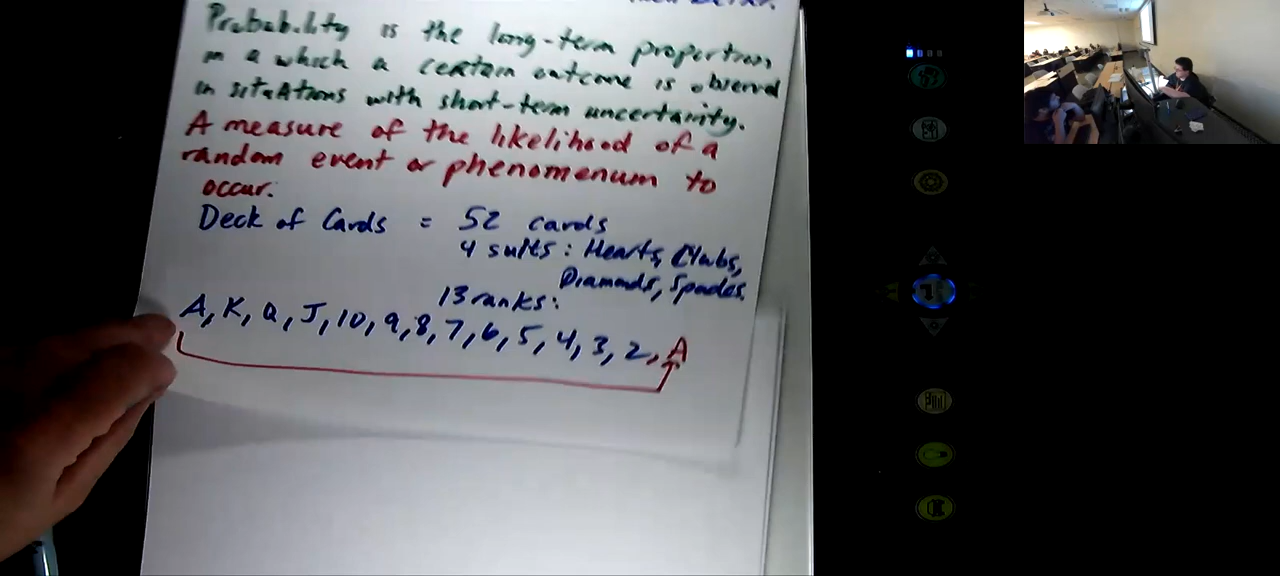 Probability is the long-term proportion
in a which a certain outcome is observed
in situations with short-term uncertainty.
A measure of the likelihood of a
random event or phenomenum to
occur.
Deck of Cards = 52 cards
4 suits: Hearts, Clubs,
Diamonds, Spades.
13 ranks:
A, K, Q, J, 10, 9, 8, 7, 6, 5, 4, 3, 2, A